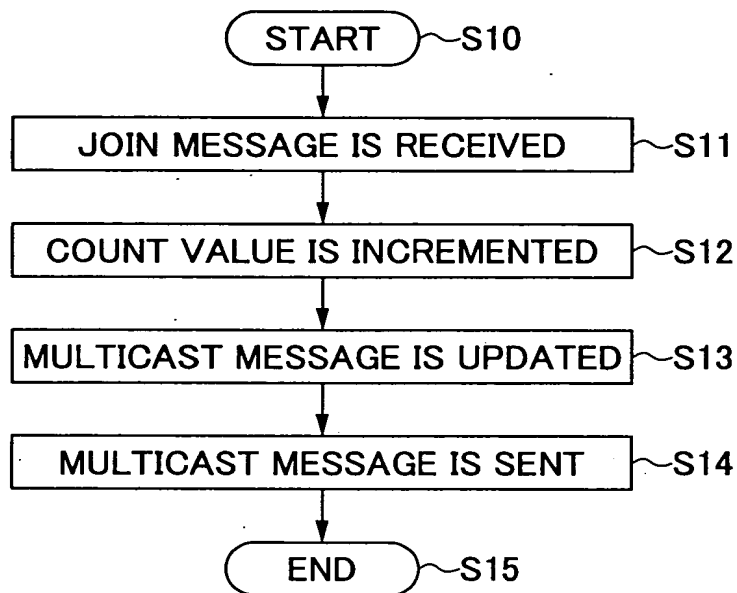 START S10
JOIN MESSAGE IS RECEIVED S11
COUNT VALUE IS INCREMENTED S12
MULTICAST MESSAGE IS UPDATED S13
MULTICAST MESSAGE IS SENT S14
END S15